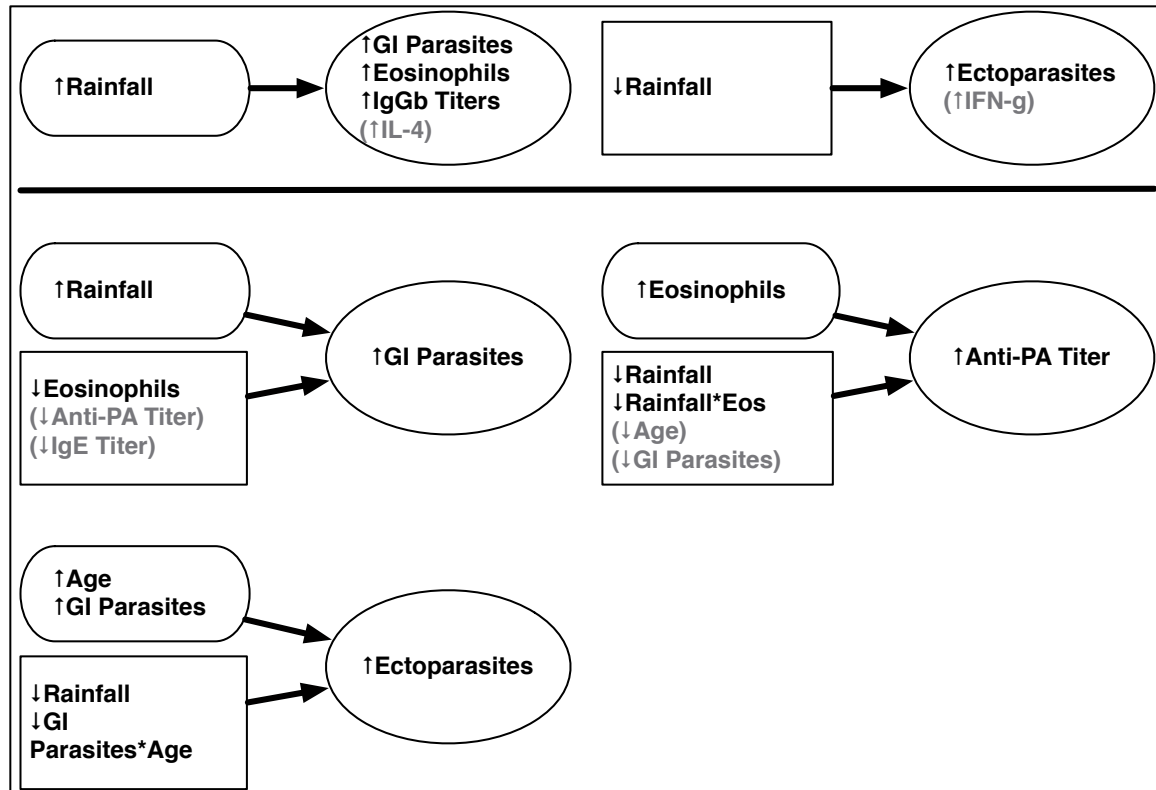 ↑Rainfall
↑GI Parasites
↑Eosinophils
↑IgGb Titers
(↑IL-4)
↓Rainfall
↑Ectoparasites
(↑IFN-g)
↑Rainfall
↓Eosinophils
(↓Anti-PA Titer)
(↓IgE Titer)
↑GI Parasites
↑Eosinophils
↓Rainfall
↓Rainfall*Eos
(↓Age)
(↓GI Parasites)
↑Anti-PA Titer
↑Age
↑GI Parasites
↓Rainfall
↓GI
Parasites*Age
↑Ectoparasites